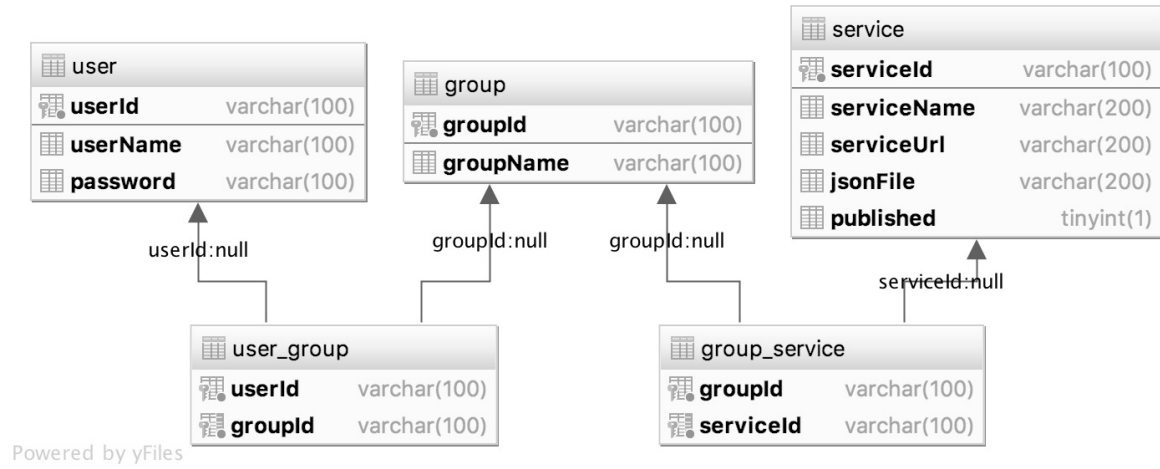 user
userId varchar(100)
userName varchar(100)
password varchar(100)
group
groupId varchar(100)
groupName varchar(100)
service
serviceId varchar(100)
serviceName varchar(200)
serviceUrl varchar(200)
jsonFile varchar(200)
published tinyint(1)
userId:null
groupId:null
groupId:null
serviceId:null
user_group
userId varchar(100)
groupId varchar(100)
group_service
groupId varchar(100)
serviceId varchar(100)
Powered by yFiles